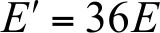 E′ = 36E